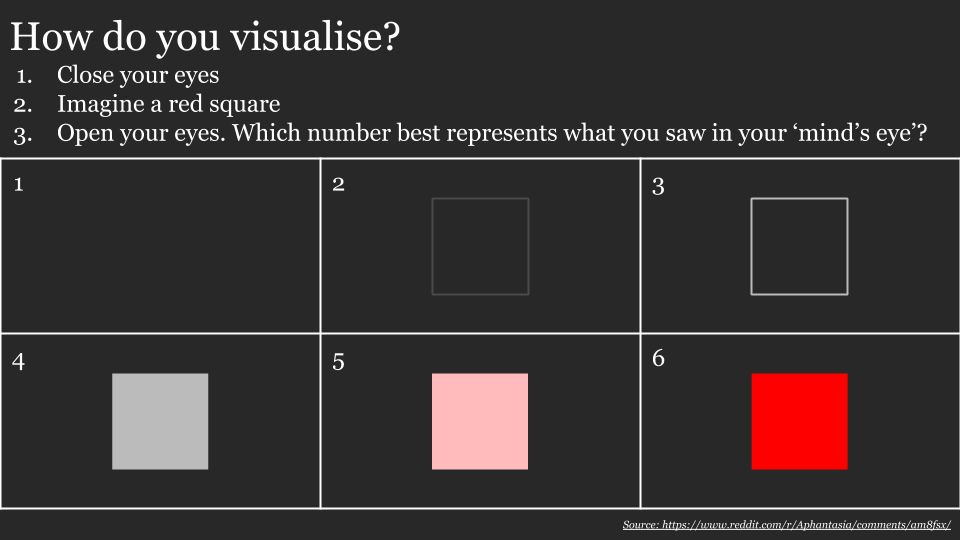 How do you visualise?
1. Close your eyes
2. Imagine a red square
3. Open your eyes. Which number best represents what you saw in your ‘mind’s eye’?
1
2
3
4
5
6
Source: https://www.reddit.com/r/Aphantasia/comments/am8fsx/